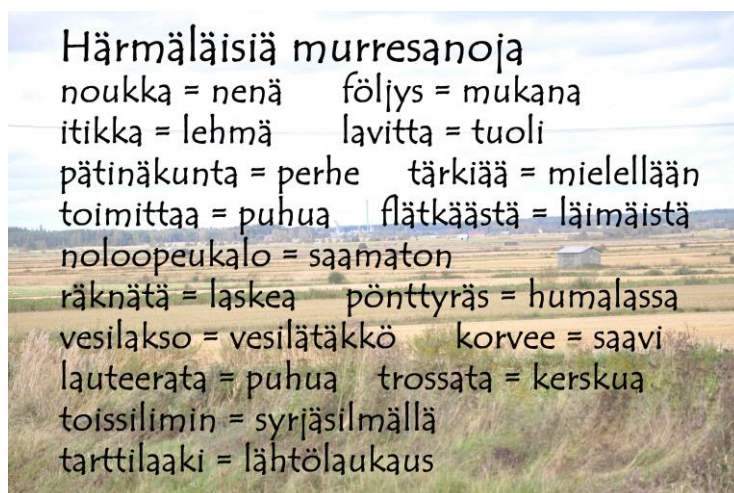 Härmäläisiä murresanoja
noukka = nenä följys = mukana
itikka = lehmä lavitta = tuoli
pätinäkunta = perhe tärkiää = mielellään
toimittaa = puhua flätkäästä = läimäistä
noloopeukalo = saamaton
räknätä = laskea pönttyräs = humalassa
vesilakso = vesilätäkkö korvee = saavi
lauteerata = puhua trossata = kerskua
toissilimin = syrjäsilmällä
tarttilaaki = lähtölaukaus